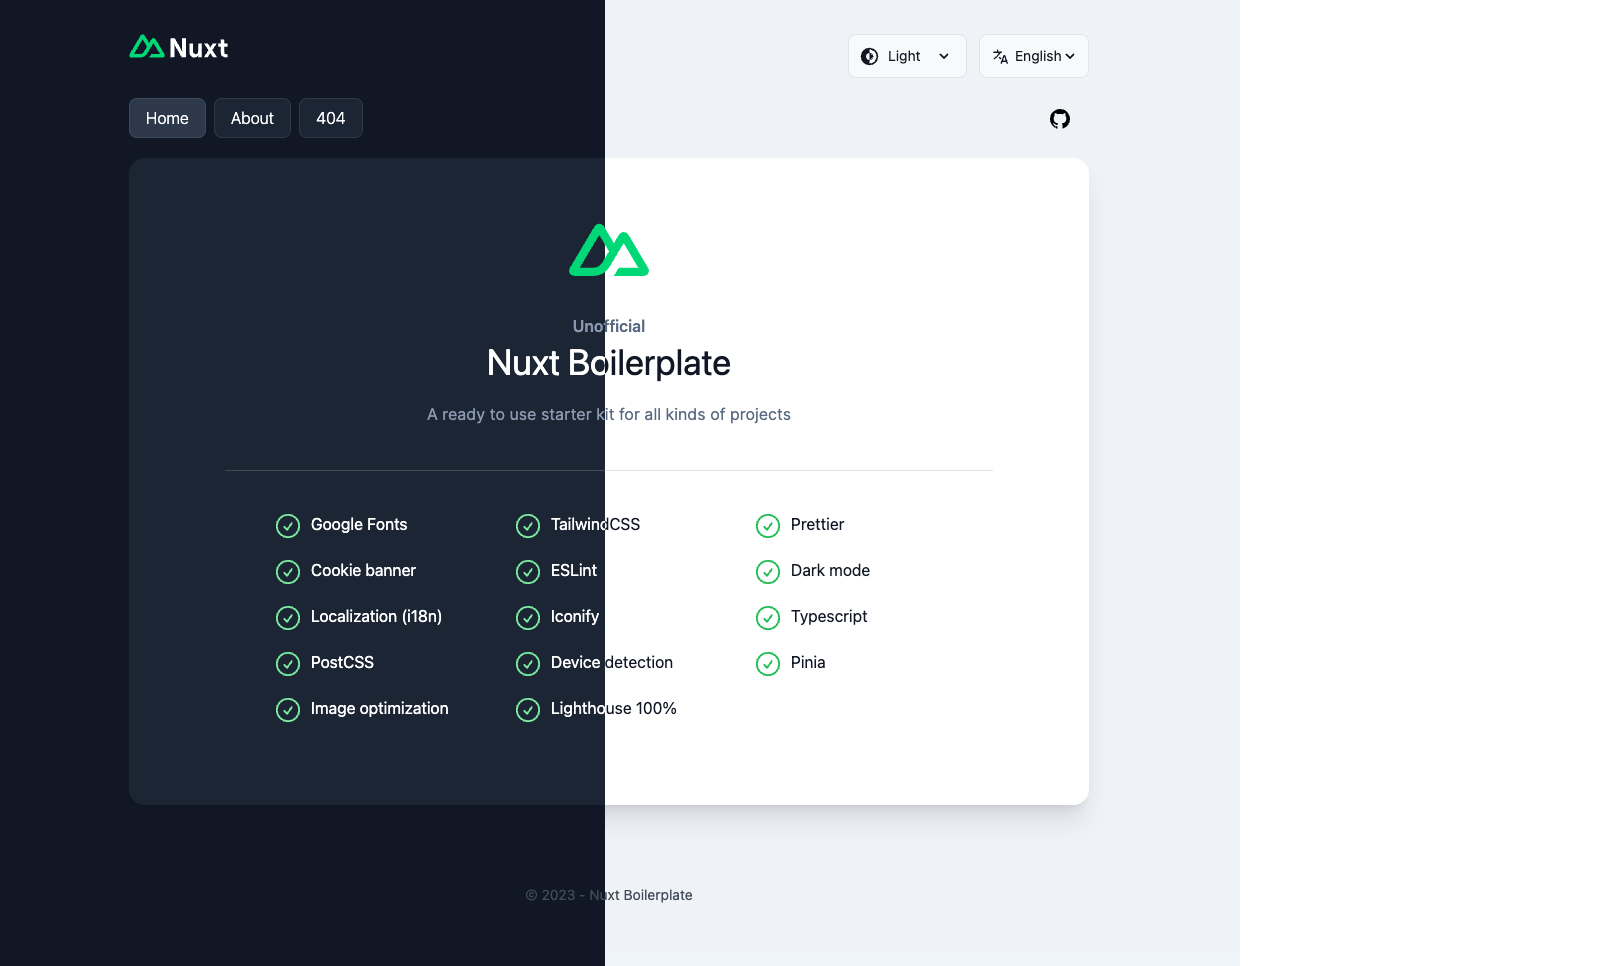 Nuxt
Light
English
Home
About
404
Unofficial
Nuxt Boilerplate
A ready to use starter kit for all kinds of projects
Google Fonts
TailwindCSS
Prettier
Cookie banner
ESLint
Dark mode
Localization (i18n)
Iconify
Typescript
PostCSS
Device detection
Pinia
Image optimization
Lighthouse 100%
© 2023 - Nuxt Boilerplate